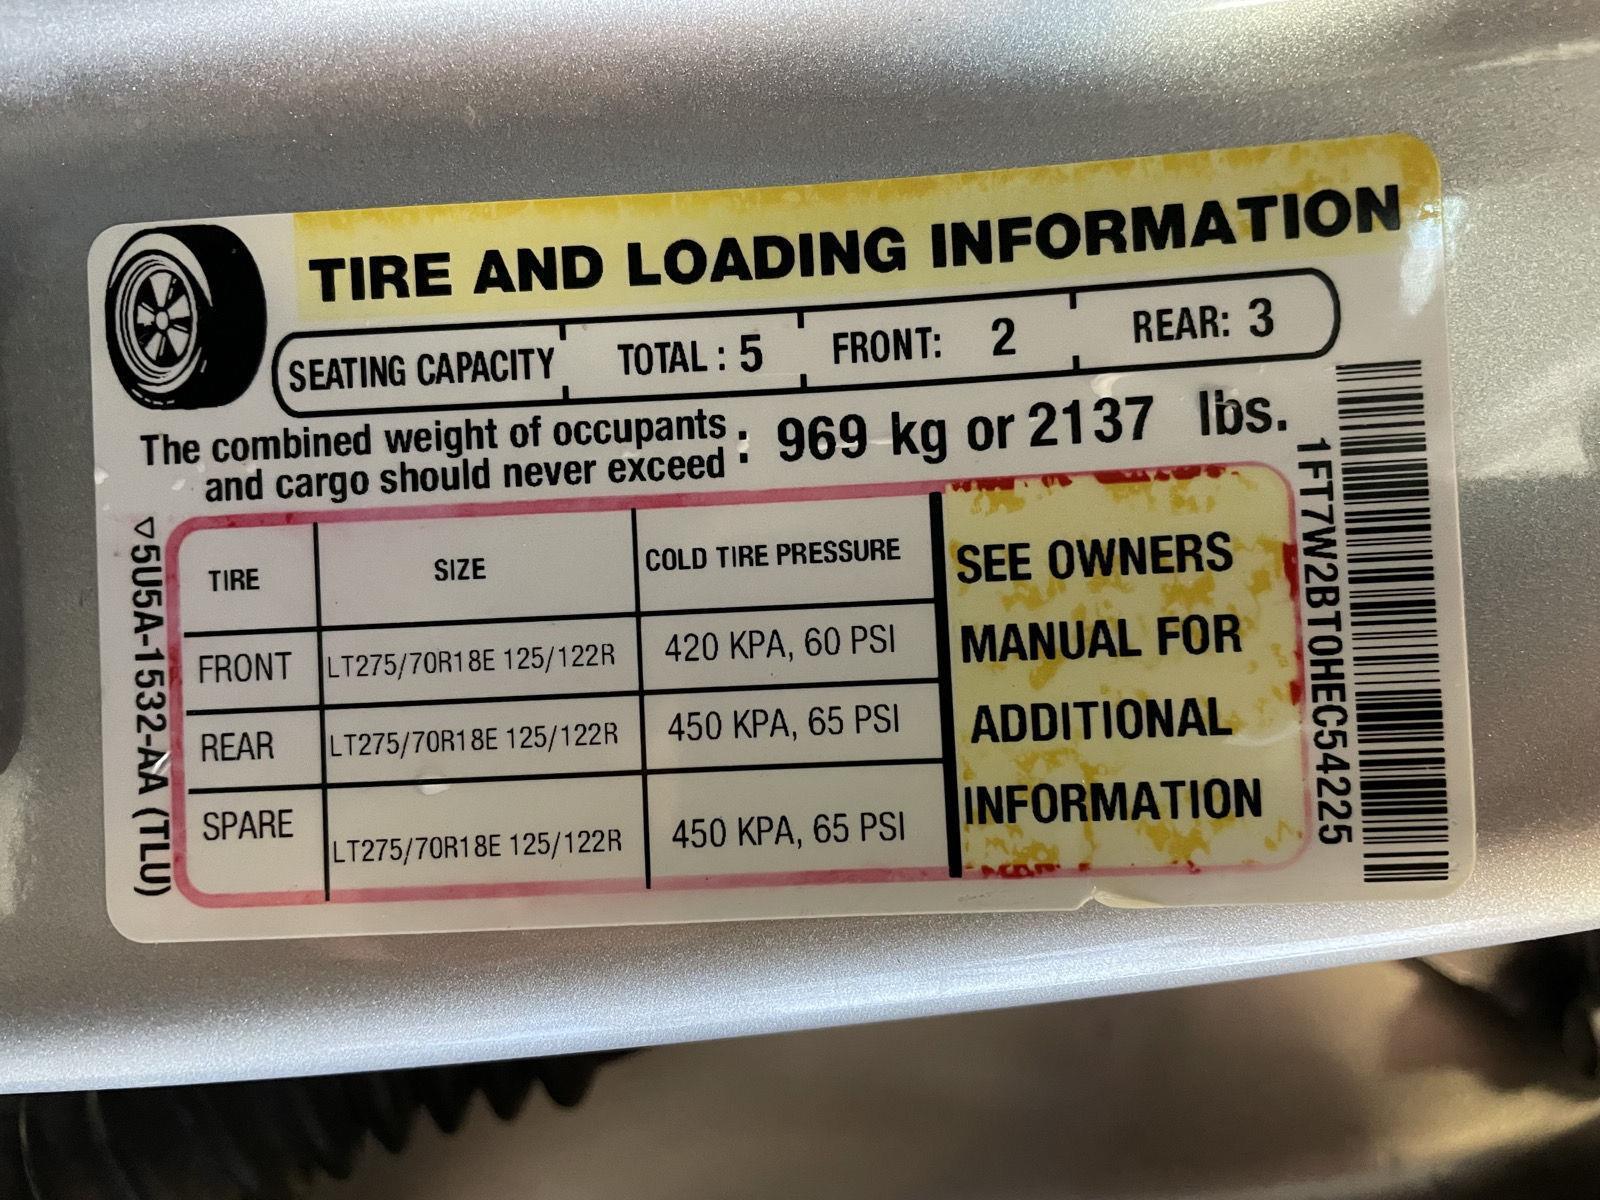 TIRE AND LOADING INFORMATION
SEATING CAPACITY TOTAL : 5 FRONT: 2 REAR: 3
The combined weight of occupants
and cargo should never exceed : 969 kg or 2137 lbs.
TIRE SIZE COLD TIRE PRESSURE
FRONT LT275/70R18E 125/122R 420 KPA, 60 PSI
REAR LT275/70R18E 125/122R 450 KPA, 65 PSI
SPARE LT275/70R18E 125/122R 450 KPA, 65 PSI
SEE OWNERS
MANUAL FOR
ADDITIONAL
INFORMATION
▽5U5A-1532-AA (TLU)
1FT7W2BT0HEC54225